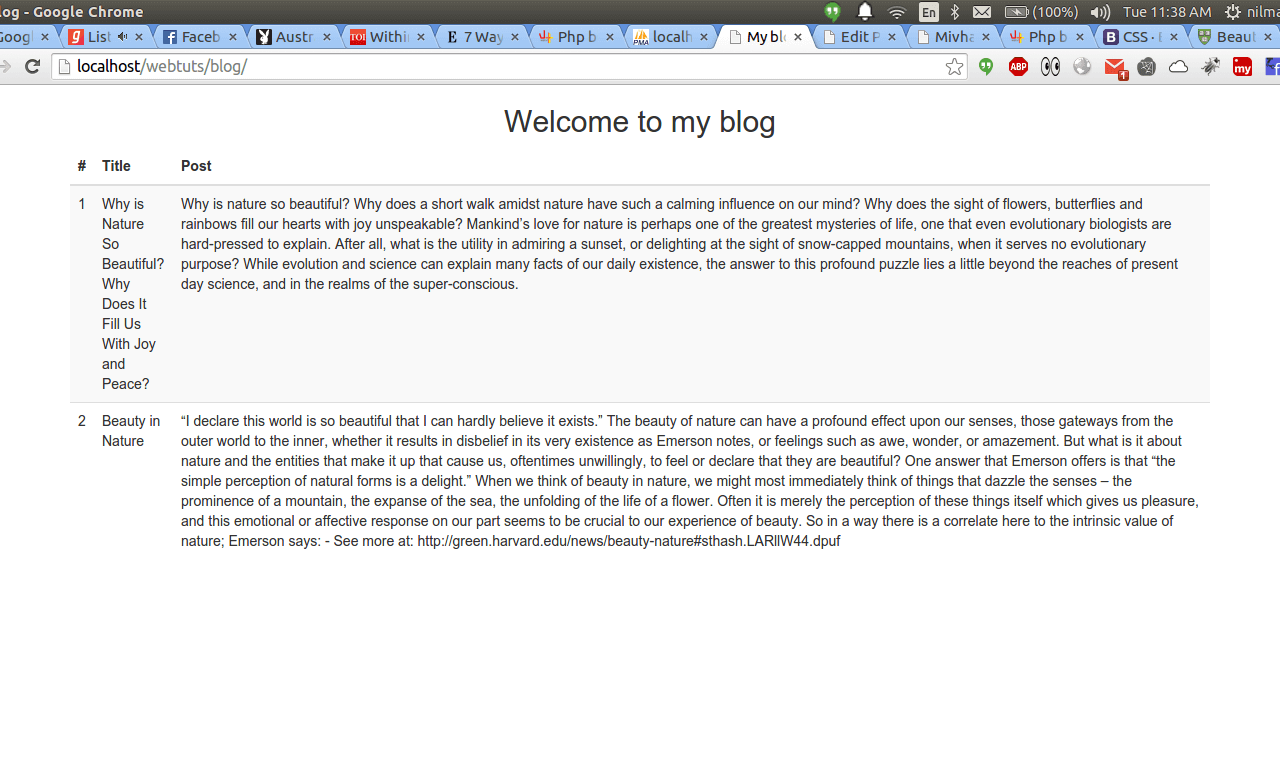 log - Google Chrome
En
(100%)
Tue 11:38 AM
nilma
Googl
List
Faceb
Austr
Withi
7 Way
Php b
localh
My blo
Edit P
Mivha
Php b
CSS ·
Beaut
localhost/webtuts/blog/
ABP
1
my
Welcome to my blog
# Title Post
1 Why is Nature So Beautiful? Why Does It Fill Us With Joy and Peace?
Why is nature so beautiful? Why does a short walk amidst nature have such a calming influence on our mind? Why does the sight of flowers, butterflies and
rainbows fill our hearts with joy unspeakable? Mankind’s love for nature is perhaps one of the greatest mysteries of life, one that even evolutionary biologists are
hard-pressed to explain. After all, what is the utility in admiring a sunset, or delighting at the sight of snow-capped mountains, when it serves no evolutionary
purpose? While evolution and science can explain many facts of our daily existence, the answer to this profound puzzle lies a little beyond the reaches of present
day science, and in the realms of the super-conscious.
2 Beauty in Nature
“I declare this world is so beautiful that I can hardly believe it exists.” The beauty of nature can have a profound effect upon our senses, those gateways from the
outer world to the inner, whether it results in disbelief in its very existence as Emerson notes, or feelings such as awe, wonder, or amazement. But what is it about
nature and the entities that make it up that cause us, oftentimes unwillingly, to feel or declare that they are beautiful? One answer that Emerson offers is that “the
simple perception of natural forms is a delight.” When we think of beauty in nature, we might most immediately think of things that dazzle the senses – the
prominence of a mountain, the expanse of the sea, the unfolding of the life of a flower. Often it is merely the perception of these things itself which gives us pleasure,
and this emotional or affective response on our part seems to be crucial to our experience of beauty. So in a way there is a correlate here to the intrinsic value of
nature; Emerson says: - See more at: http://green.harvard.edu/news/beauty-nature#sthash.LARllW44.dpuf